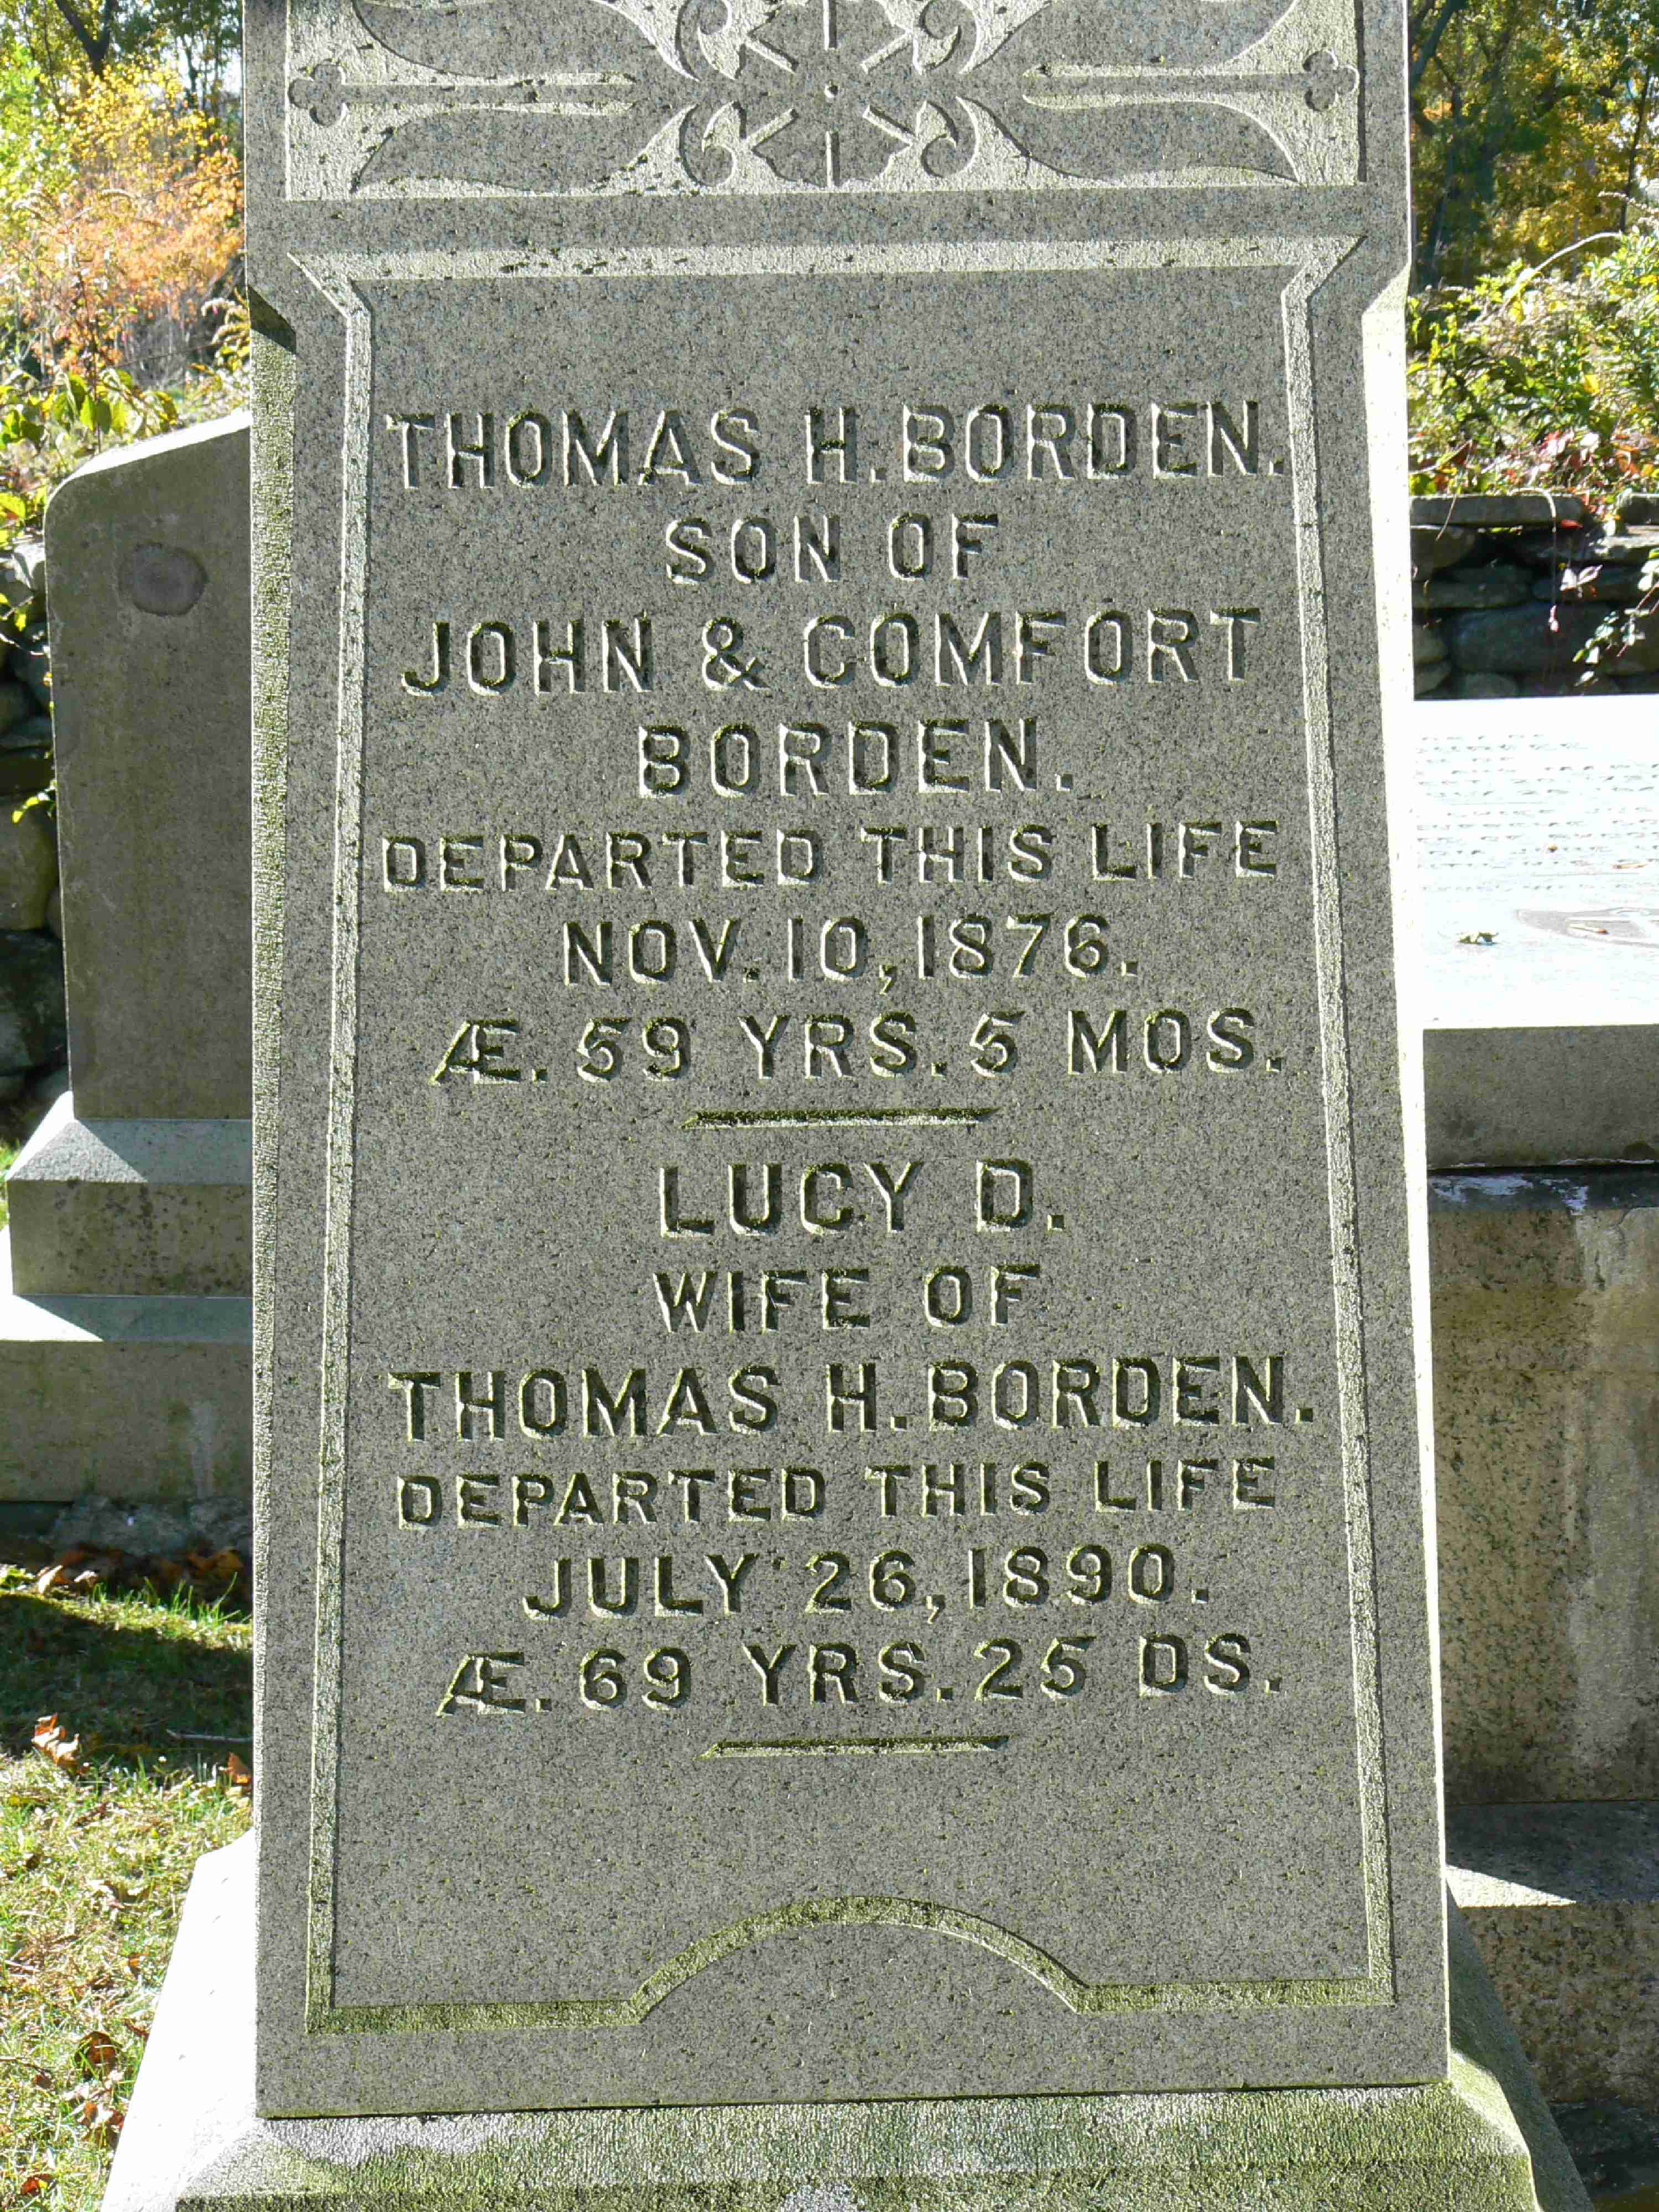 THOMAS H. BORDEN.
SON OF
JOHN & COMFORT
BORDEN.
DEPARTED THIS LIFE
NOV. 10, 1876.
Æ. 59 YRS. 5 MOS.
LUCY D.
WIFE OF
THOMAS H. BORDEN.
DEPARTED THIS LIFE
JULY 26, 1890.
Æ. 69 YRS. 25 DS.